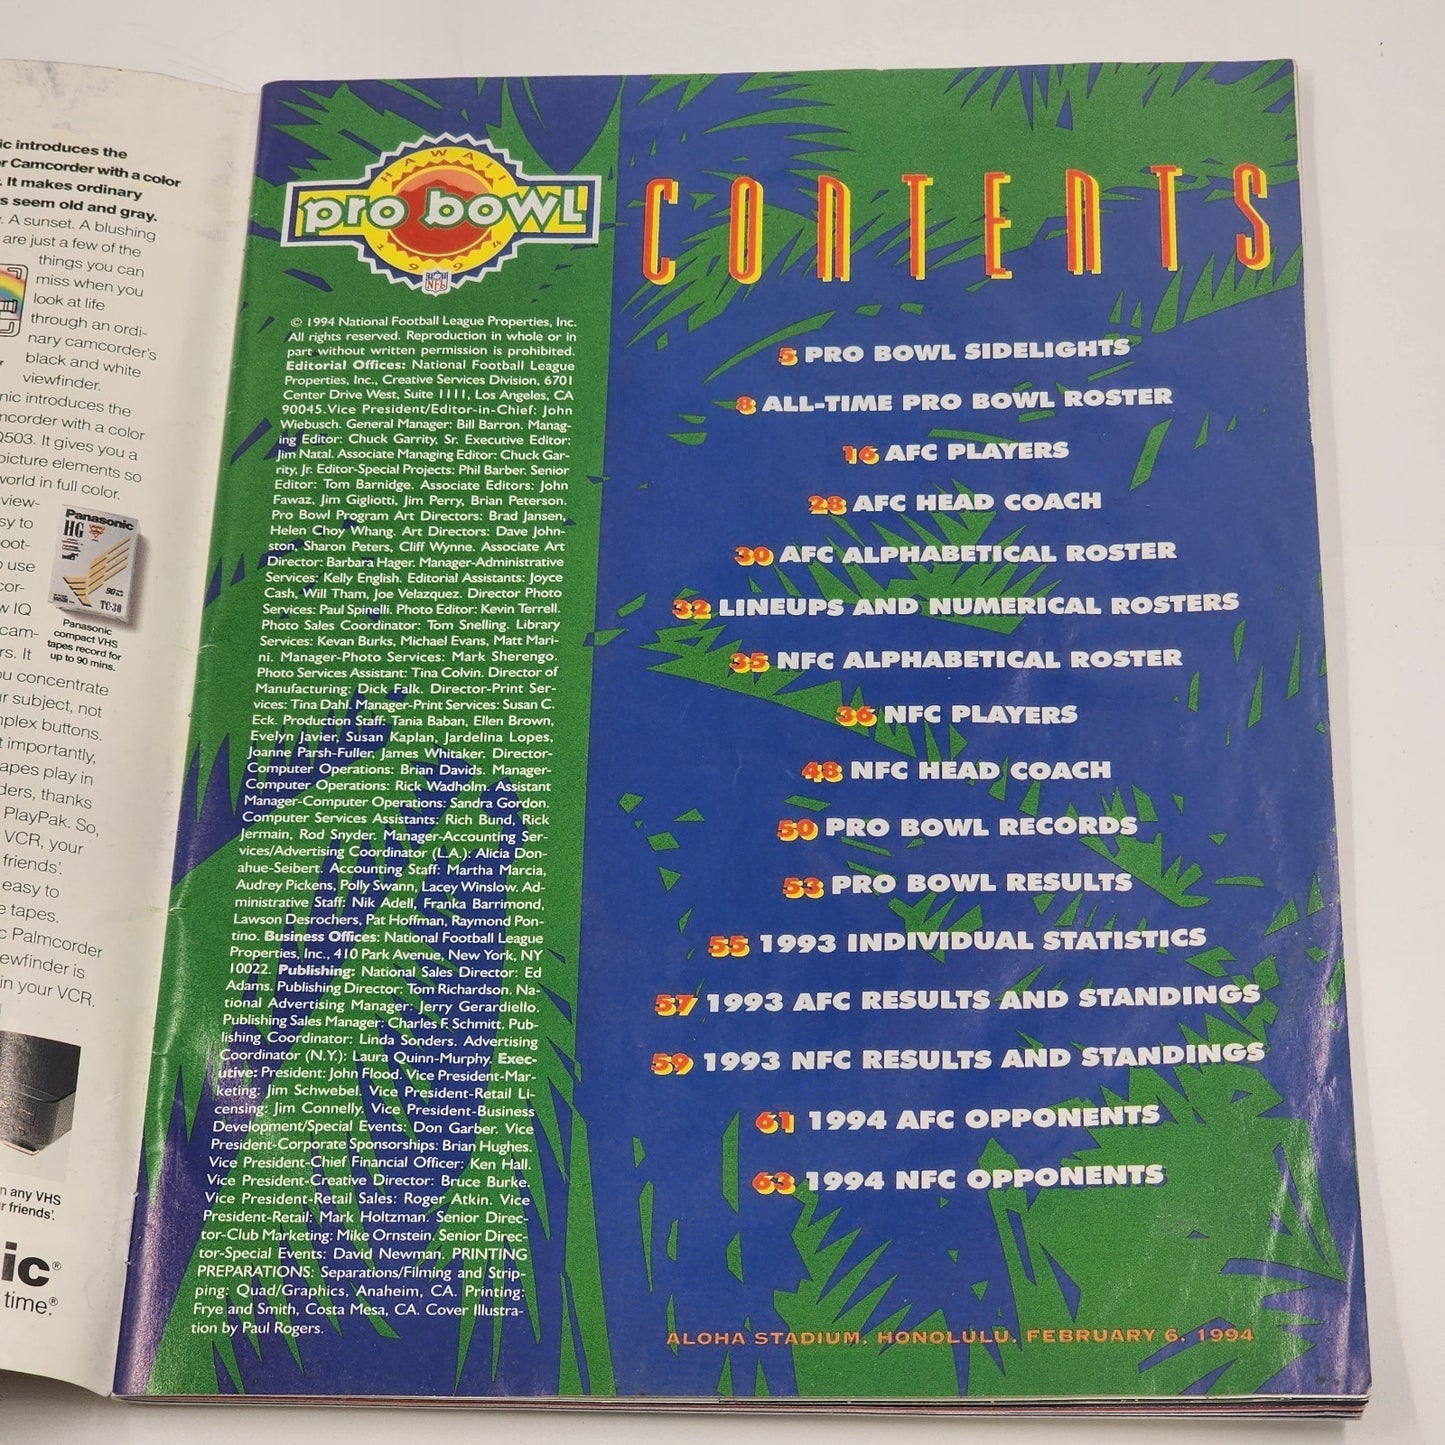 ic introduces the
r Camcorder with a color
. It makes ordinary
s seem old and gray.
. A sunset. A blushing
are just a few of the
things you can
miss when you
look at life
through an ordi-
nary camcorder's
black and white
viewfinder.
nic introduces the
mcorder with a color
Q503. It gives you a
picture elements so
world in full color.
view-
sy to
oot-
o use
cor-
w IQ
cam-
rs. It
ou concentrate
r subject, not
mplex buttons.
t importantly,
apes play in
ders, thanks
PlayPak. So,
VCR, your
friends'.
easy to
e tapes.
c Palmcorder
ewfinder is
in your VCR.
Panasonic
HG
90
TC-30
Panasonic
compact VHS
tapes record for
up to 90 mins.
n any VHS
r friends'.
ic®
time.®
HAWAII
pro bowl
1994
NFL
© 1994 National Football League Properties, Inc.
All rights reserved. Reproduction in whole or in
part without written permission is prohibited.
Editorial Offices: National Football League
Properties, Inc., Creative Services Division, 6701
Center Drive West, Suite 1111, Los Angeles, CA
90045. Vice President/Editor-in-Chief: John
Wiebusch. General Manager: Bill Barron. Manag-
ing Editor: Chuck Garrity, Sr. Executive Editor:
Jim Natal. Associate Managing Editor: Chuck Gar-
rity, Jr. Editor-Special Projects: Phil Barber. Senior
Editor: Tom Barnidge. Associate Editors: John
Fawaz, Jim Gigliotti, Jim Perry, Brian Peterson.
Pro Bowl Program Art Directors: Brad Jansen,
Helen Choy Whang. Art Directors: Dave John-
ston, Sharon Peters, Cliff Wynne. Associate Art
Director: Barbara Hager. Manager-Administrative
Services: Kelly English. Editorial Assistants: Joyce
Cash, Will Tham, Joe Velazquez. Director Photo
Services: Paul Spinelli. Photo Editor: Kevin Terrell.
Photo Sales Coordinator: Tom Snelling. Library
Services: Kevan Burks, Michael Evans, Matt Mari-
ni. Manager-Photo Services: Mark Sherengo.
Photo Services Assistant: Tina Colvin. Director of
Manufacturing: Dick Falk. Director-Print Ser-
vices: Tina Dahl. Manager-Print Services: Susan C.
Eck. Production Staff: Tania Baban, Ellen Brown,
Evelyn Javier, Susan Kaplan, Jardelina Lopes,
Joanne Parsh-Fuller, James Whitaker. Director-
Computer Operations: Brian Davids. Manager-
Computer Operations: Rick Wadholm. Assistant
Manager-Computer Operations: Sandra Gordon.
Computer Services Assistants: Rich Bund, Rick
Jermain, Rod Snyder. Manager-Accounting Ser-
vices/Advertising Coordinator (L.A.): Alicia Don-
ahue-Seibert. Accounting Staff: Martha Marcia,
Audrey Pickens, Polly Swann, Lacey Winslow. Ad-
ministrative Staff: Nik Adell, Franka Barrimond,
Lawson Desrochers, Pat Hoffman, Raymond Pon-
tino. Business Offices: National Football League
Properties, Inc., 410 Park Avenue, New York, NY
10022. Publishing: National Sales Director: Ed
Adams. Publishing Director: Tom Richardson. Na-
tional Advertising Manager: Jerry Gerardiello.
Publishing Sales Manager: Charles F. Schmitt. Pub-
lishing Coordinator: Linda Sonders. Advertising
Coordinator (N.Y.): Laura Quinn-Murphy. Exec-
utive: President: John Flood. Vice President-Mar-
keting: Jim Schwebel. Vice President-Retail Li-
censing: Jim Connelly. Vice President-Business
Development/Special Events: Don Garber. Vice
President-Corporate Sponsorships: Brian Hughes.
Vice President-Chief Financial Officer: Ken Hall.
Vice President-Creative Director: Bruce Burke.
Vice President-Retail Sales: Roger Atkin. Vice
President-Retail: Mark Holtzman. Senior Direc-
tor-Club Marketing: Mike Ornstein. Senior Direc-
tor-Special Events: David Newman. PRINTING
PREPARATIONS: Separations/Filming and Strip-
ping: Quad/Graphics, Anaheim, CA. Printing:
Frye and Smith, Costa Mesa, CA. Cover Illustra-
tion by Paul Rogers.
CONTENTS
5 PRO BOWL SIDELIGHTS
8 ALL-TIME PRO BOWL ROSTER
16 AFC PLAYERS
28 AFC HEAD COACH
30 AFC ALPHABETICAL ROSTER
32 LINEUPS AND NUMERICAL ROSTERS
35 NFC ALPHABETICAL ROSTER
36 NFC PLAYERS
48 NFC HEAD COACH
50 PRO BOWL RECORDS
53 PRO BOWL RESULTS
55 1993 INDIVIDUAL STATISTICS
57 1993 AFC RESULTS AND STANDINGS
59 1993 NFC RESULTS AND STANDINGS
61 1994 AFC OPPONENTS
63 1994 NFC OPPONENTS
ALOHA STADIUM, HONOLULU, FEBRUARY 6, 1994